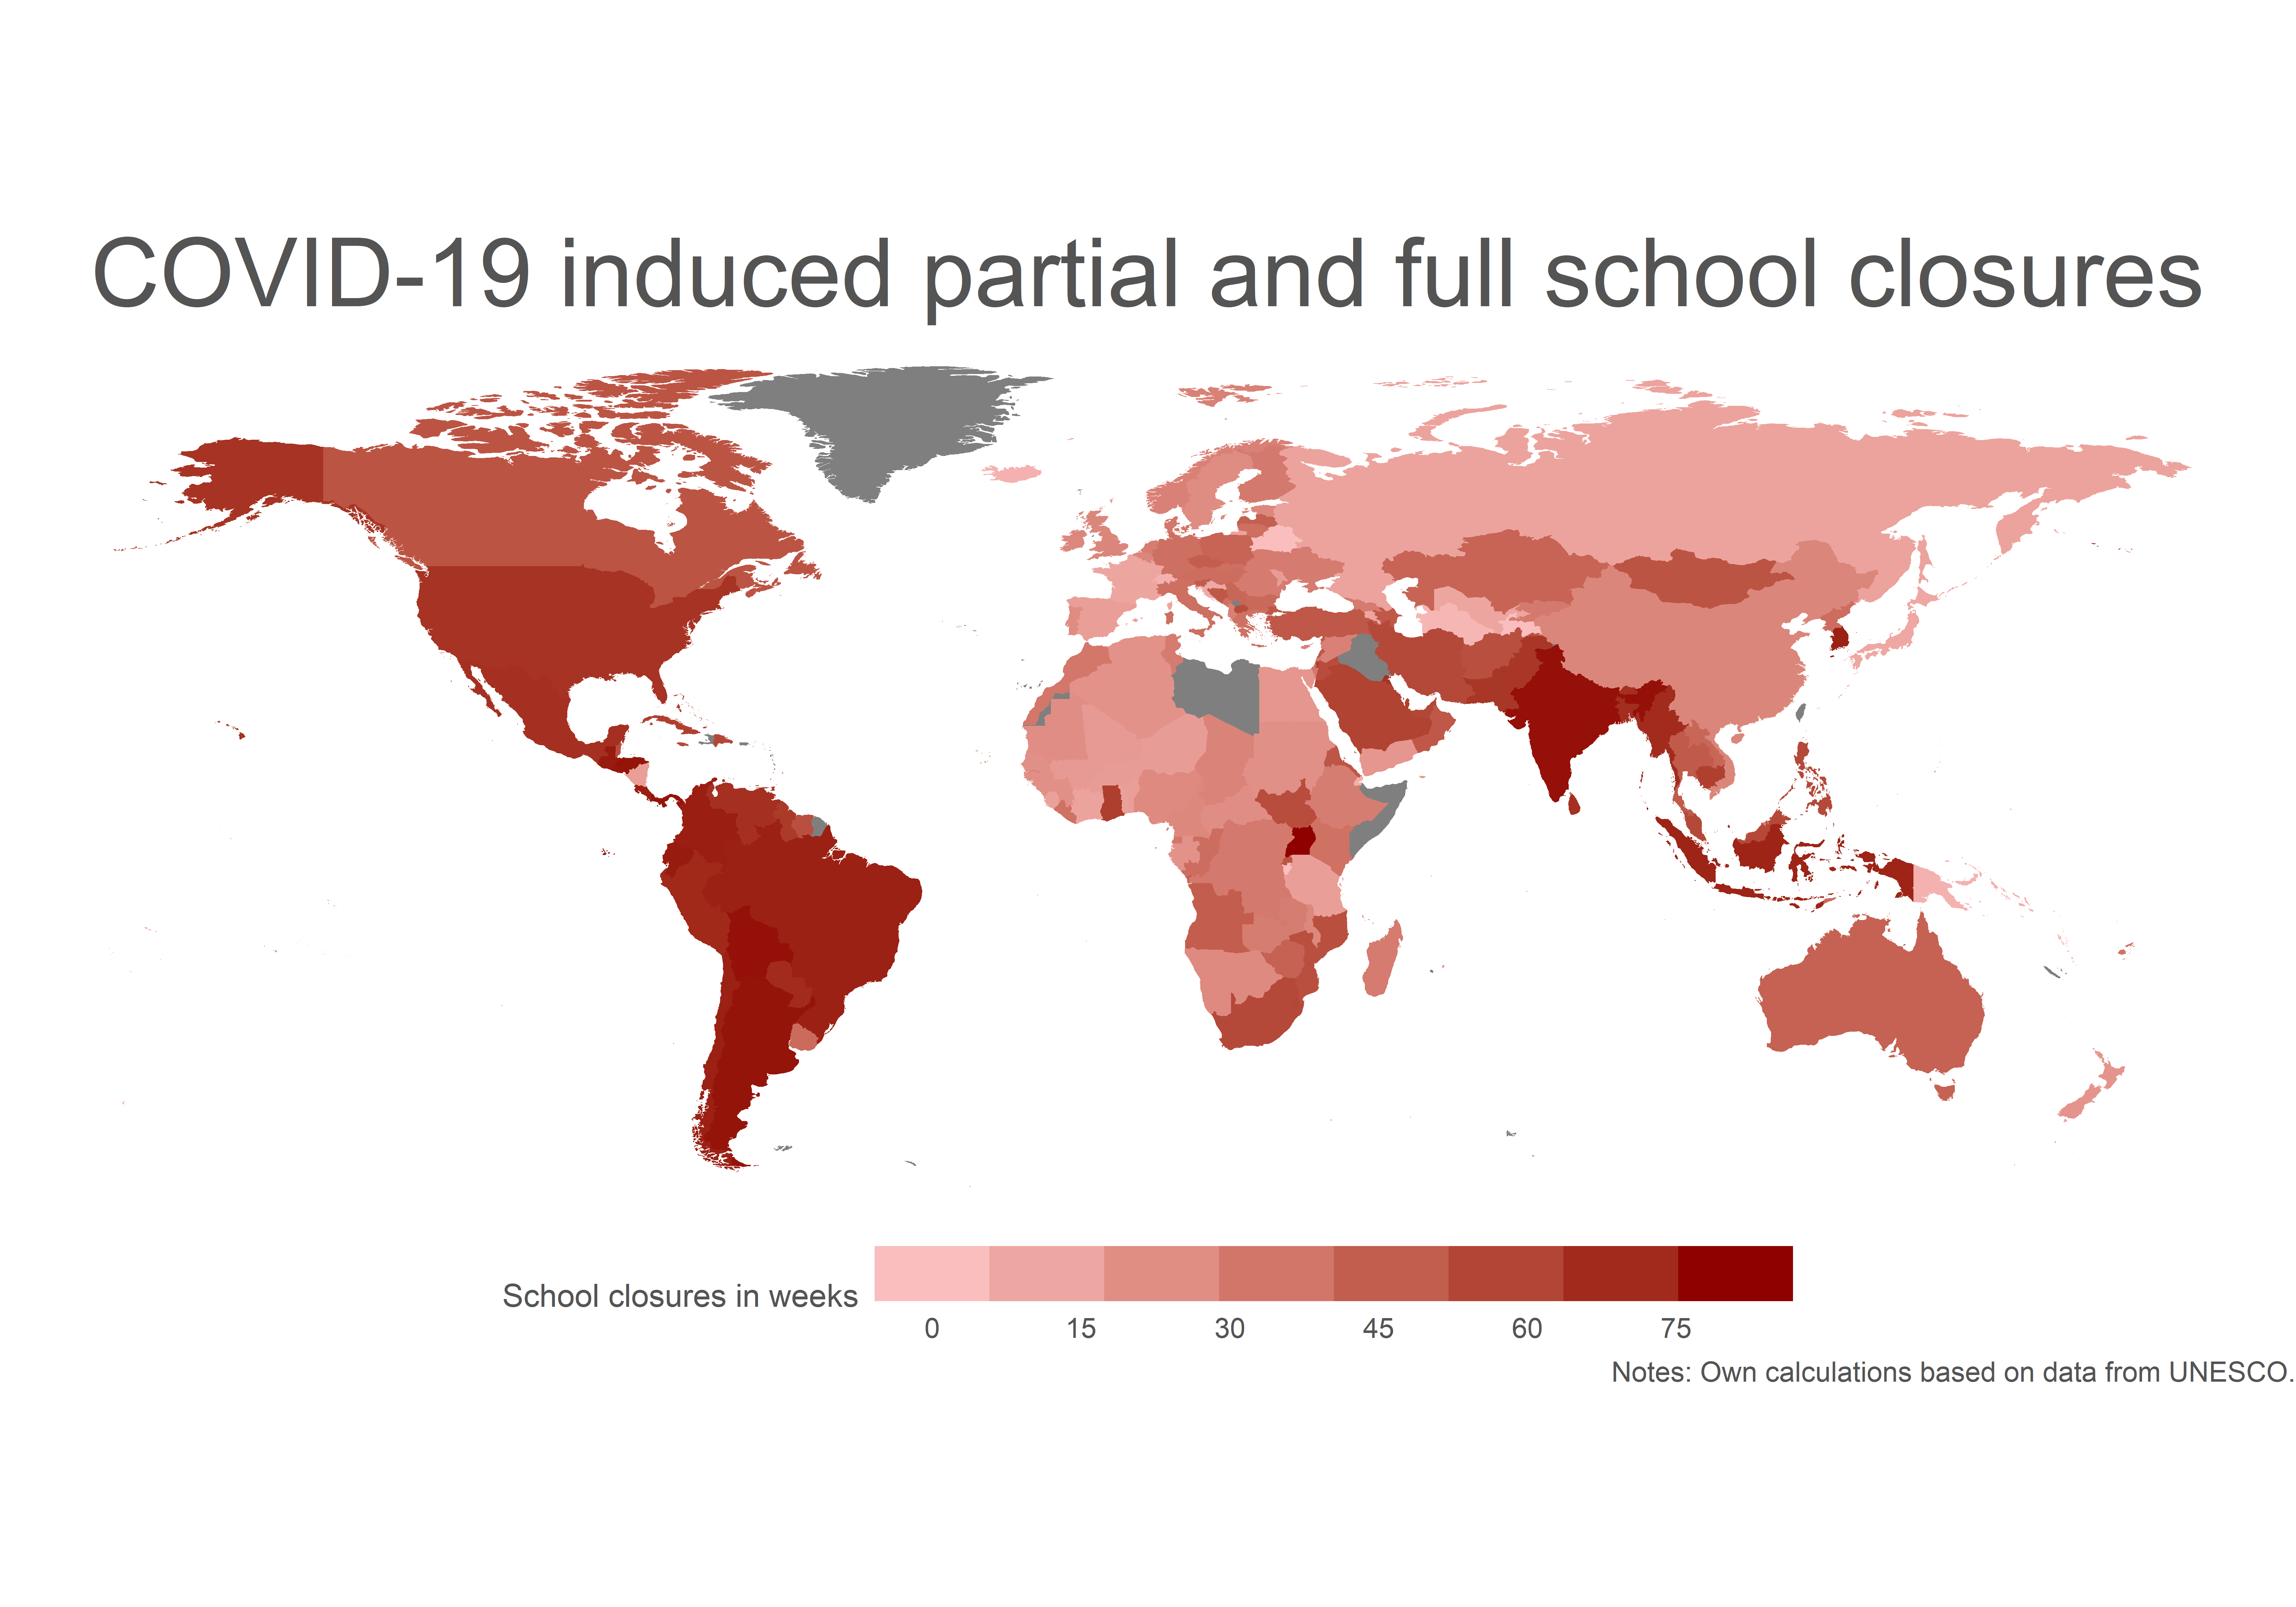 COVID-19 induced partial and full school closures
School closures in weeks
0 15 30 45 60 75
Notes: Own calculations based on data from UNESCO.